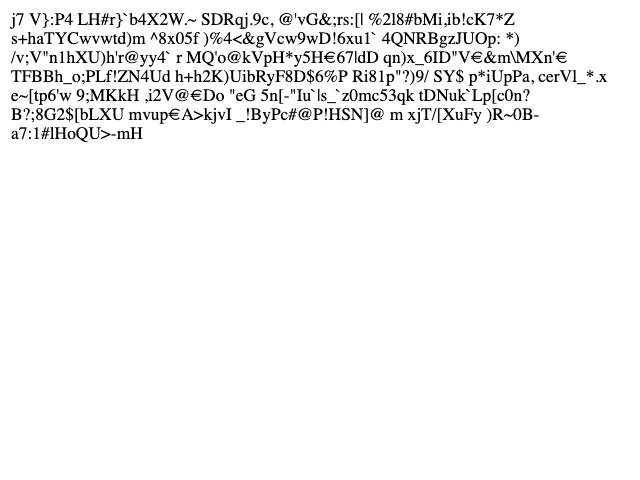 j7 V}:P4 LH#r}`b4X2W.~ SDRqj.9c, @'vG&;rs:[| %2l8#bMi,ib!cK7*Z
s+haTYCwvwtd)m ^8x05f )%4<&gVcw9wD!6xu1` 4QNRBgzJUOp: *)
/v;V"n1hXU)h'r@yy4` r MQ'o@kVpH*y5H€67|dD qn)x_6ID"V€&m\MXn'€
TFBBh_o;PLf!ZN4Ud h+h2K)UibRyF8D$6%P Ri81p"?)9/ SY$ p*iUpPa, cerVl_*.x
e~[tp6'w 9;MKkH ,i2V@€Do "eG 5n[-"Iu`|s_`z0mc53qk tDNuk`Lp[c0n?
B?;8G2$[bLXU mvup€A>kjvI _!ByPc#@P!HSN]@ m xjT/[XuFy )R~0B-
a7:1#lHoQU>-mH